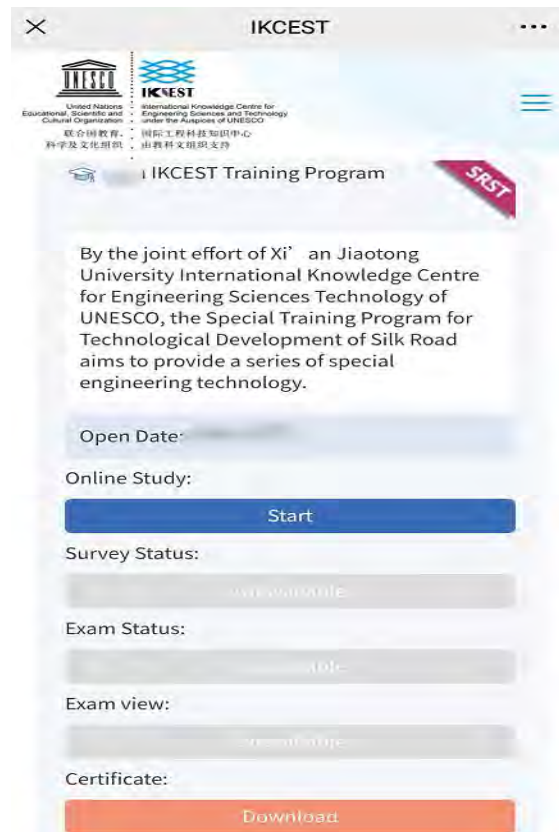 IKCEST
UNESCO
IKCEST
United Nations
Educational, Scientific and
Cultural Organization
联合国教育、
科学及文化组织
International Knowledge Centre for
Engineering Sciences and Technology
under the Auspices of UNESCO
国际工程科技知识中心
由教科文组织支持
IKCEST Training Program
SRST
By the joint effort of Xi’an Jiaotong
University International Knowledge Centre
for Engineering Sciences Technology of
UNESCO, the Special Training Program for
Technological Development of Silk Road
aims to provide a series of special
engineering technology.
Open Date:
Online Study:
Start
Survey Status:
Exam Status:
Exam view:
Certificate:
Download